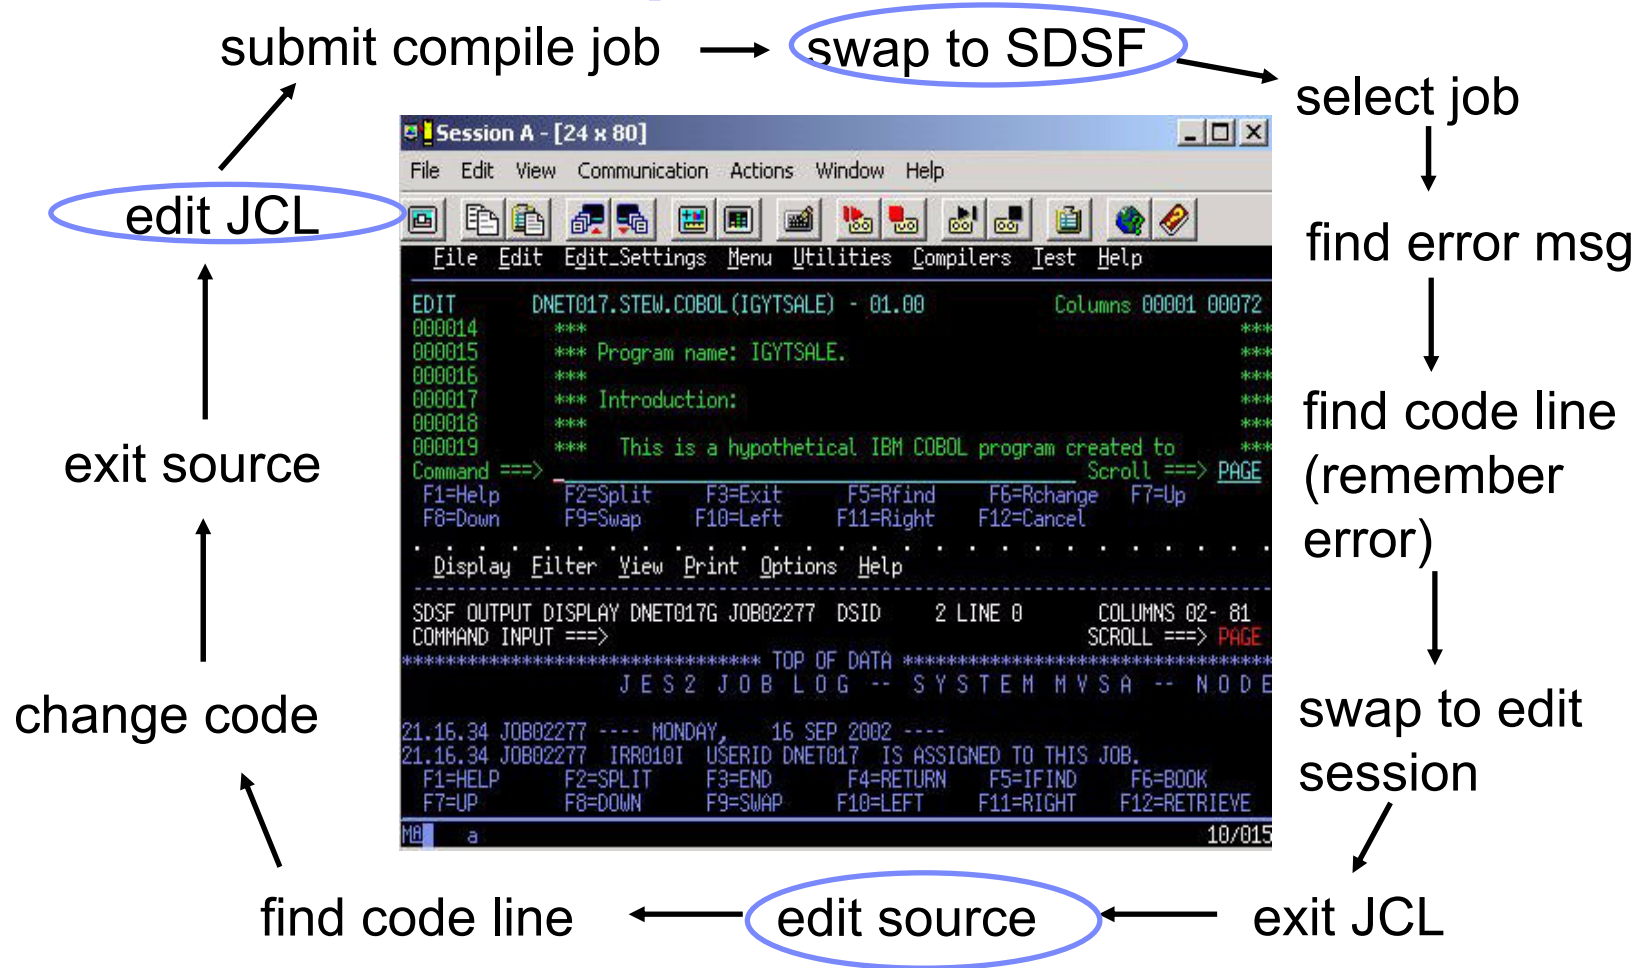 submit compile job
swap to SDSF
select job
find error msg
find code line
(remember
error)
swap to edit
session
exit JCL
edit source
find code line
change code
exit source
edit JCL
Session A - [24 x 80]
File Edit View Communication Actions Window Help
File Edit Edit_Settings Menu Utilities Compilers Test Help
EDIT DNET017.STEW.COBOL(IGYTSALE) - 01.00 Columns 00001 00072
000014 *** ***
000015 *** Program name: IGYTSALE. ***
000016 *** ***
000017 *** Introduction: ***
000018 *** ***
000019 *** This is a hypothetical IBM COBOL program created to ***
Command ===> Scroll ===> PAGE
F1=Help F2=Split F3=Exit F5=Rfind F6=Rchange F7=Up
F8=Down F9=Swap F10=Left F11=Right F12=Cancel
. . . . . . . . . . . . . . . . . . . . . . . . . . .
Display Filter View Print Options Help
-------------------------------------------------------------------------------
SDSF OUTPUT DISPLAY DNET017G JOB02277 DSID 2 LINE 0 COLUMNS 02- 81
COMMAND INPUT ===> SCROLL ===> PAGE
********************************* TOP OF DATA **********************************
J E S 2 J O B L O G -- S Y S T E M M V S A -- N O D E
21.16.34 JOB02277 ---- MONDAY, 16 SEP 2002 ----
21.16.34 JOB02277 IRR010I USERID DNET017 IS ASSIGNED TO THIS JOB.
F1=HELP F2=SPLIT F3=END F4=RETURN F5=IFIND F6=BOOK
F7=UP F8=DOWN F9=SWAP F10=LEFT F11=RIGHT F12=RETRIEVE
MA a 10/015